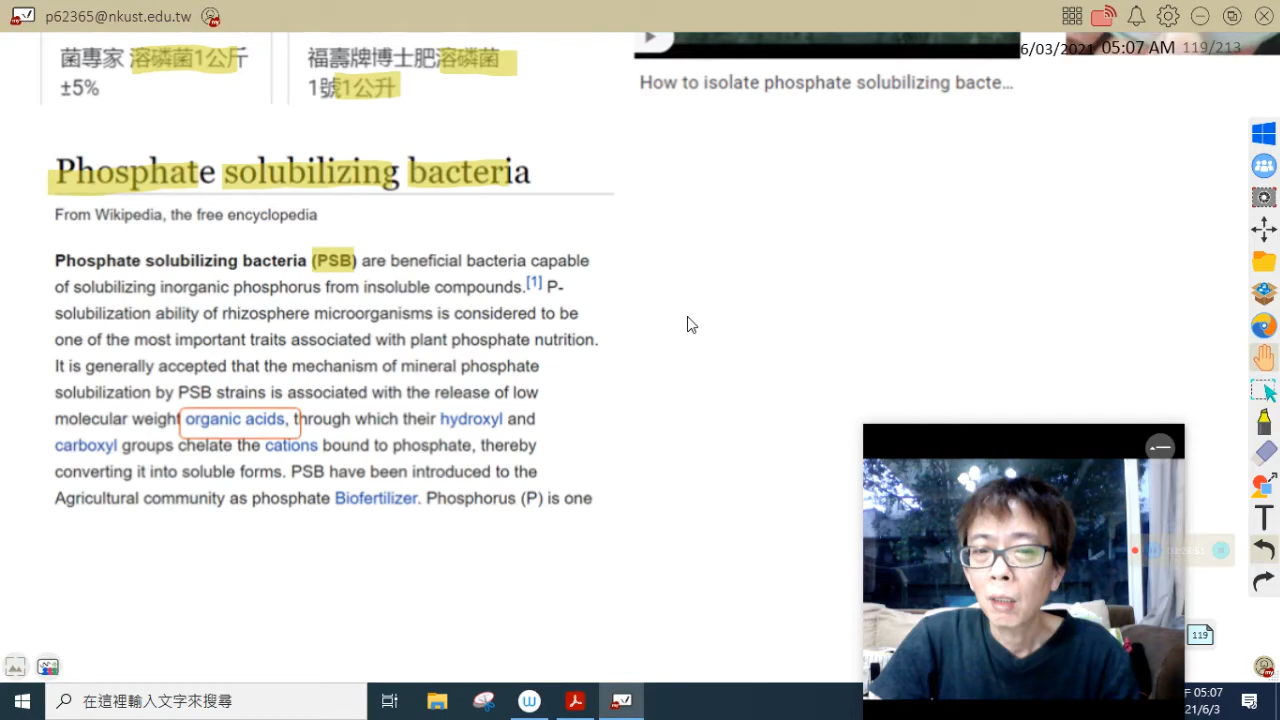 p62365@nkust.edu.tw
菌專家 溶磷菌1公斤
±5%
福壽牌博士肥溶磷菌
1號1公升
6/03/2021 05:07 AM 119/213
How to isolate phosphate solubilizing bacte...
Phosphate solubilizing bacteria
From Wikipedia, the free encyclopedia
Phosphate solubilizing bacteria (PSB) are beneficial bacteria capable
of solubilizing inorganic phosphorus from insoluble compounds.[1] P-
solubilization ability of rhizosphere microorganisms is considered to be
one of the most important traits associated with plant phosphate nutrition.
It is generally accepted that the mechanism of mineral phosphate
solubilization by PSB strains is associated with the release of low
molecular weight organic acids, through which their hydroxyl and
carboxyl groups chelate the cations bound to phosphate, thereby
converting it into soluble forms. PSB have been introduced to the
Agricultural community as phosphate Biofertilizer. Phosphorus (P) is one
T
119
在這裡輸入文字來搜尋
05:07
21/6/3